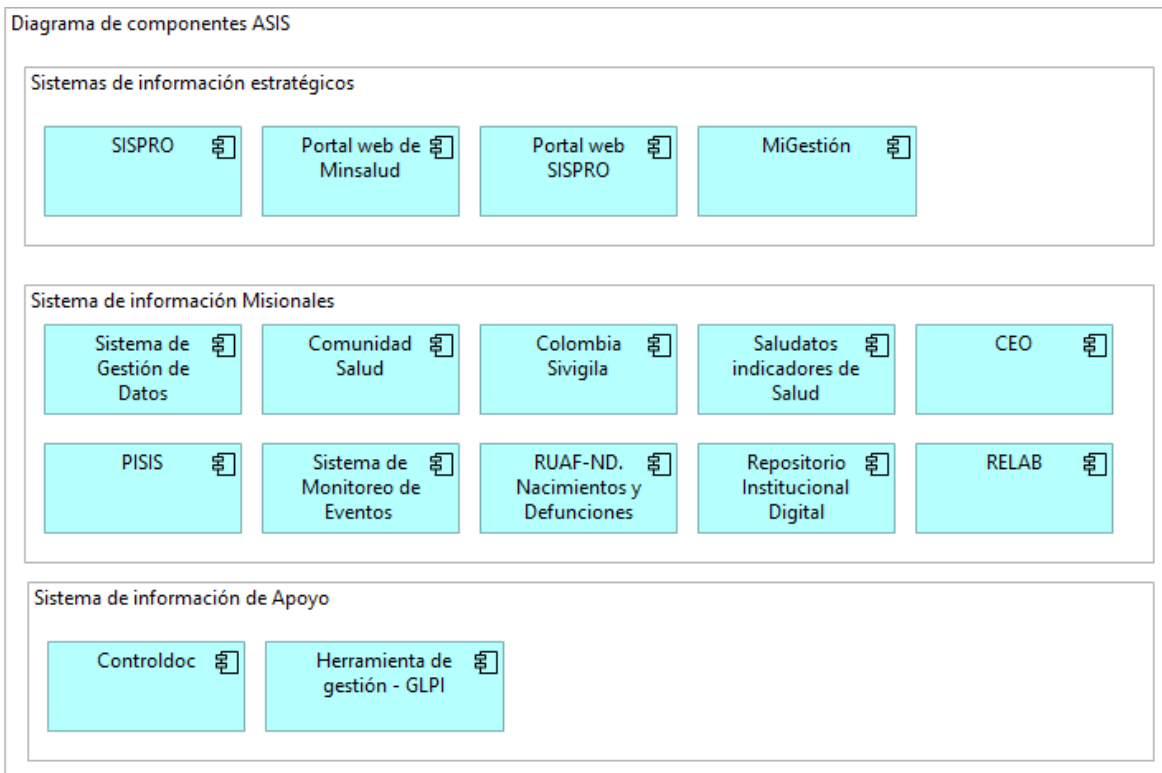 Diagrama de componentes ASIS
Sistemas de información estratégicos
SISPRO
Portal web de
Minsalud
Portal web
SISPRO
MiGestión
Sistema de información Misionales
Sistema de
Gestión de
Datos
Comunidad
Salud
Colombia
Sivigila
Saludatos
indicadores de
Salud
CEO
PISIS
Sistema de
Monitoreo de
Eventos
RUAF-ND.
Nacimientos y
Defunciones
Repositorio
Institucional
Digital
RELAB
Sistema de información de Apoyo
Controldoc
Herramienta de
gestión - GLPI